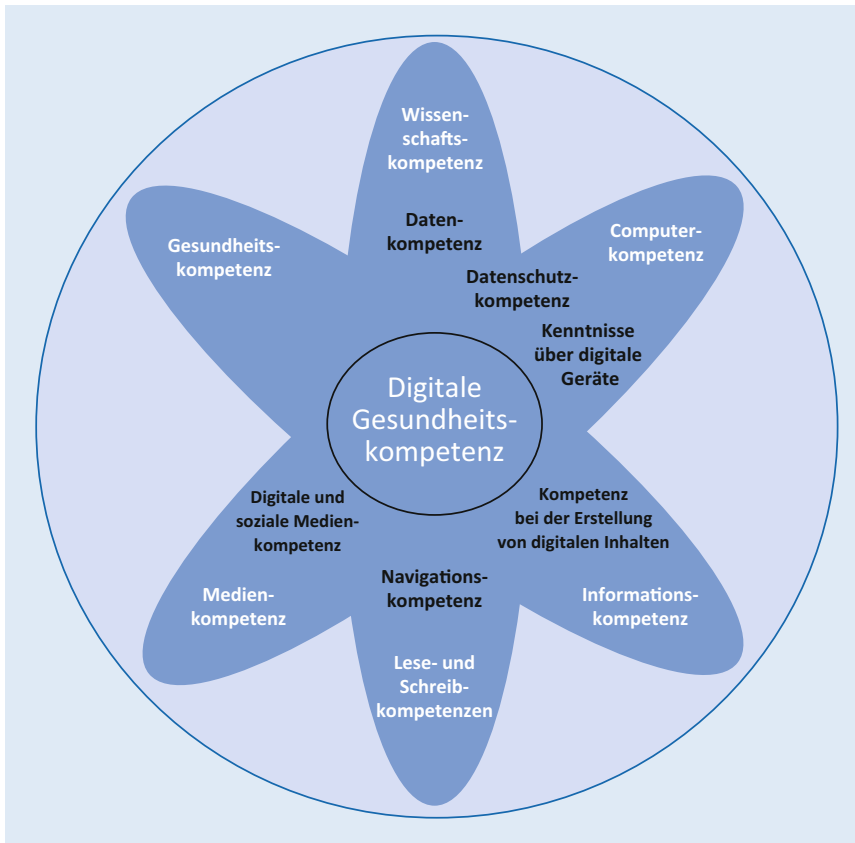 Wissen-
schafts-
kompetenz
Daten-
kompetenz
Gesundheits-
kompetenz
Computer-
kompetenz
Datenschutz-
kompetenz
Kenntnisse
über digitale
Geräte
Digitale
Gesundheits-
kompetenz
Digitale und
soziale Medien-
kompetenz
Kompetenz
bei der Erstellung
von digitalen Inhalten
Navigations-
kompetenz
Medien-
kompetenz
Informations-
kompetenz
Lese- und
Schreib-
kompetenzen